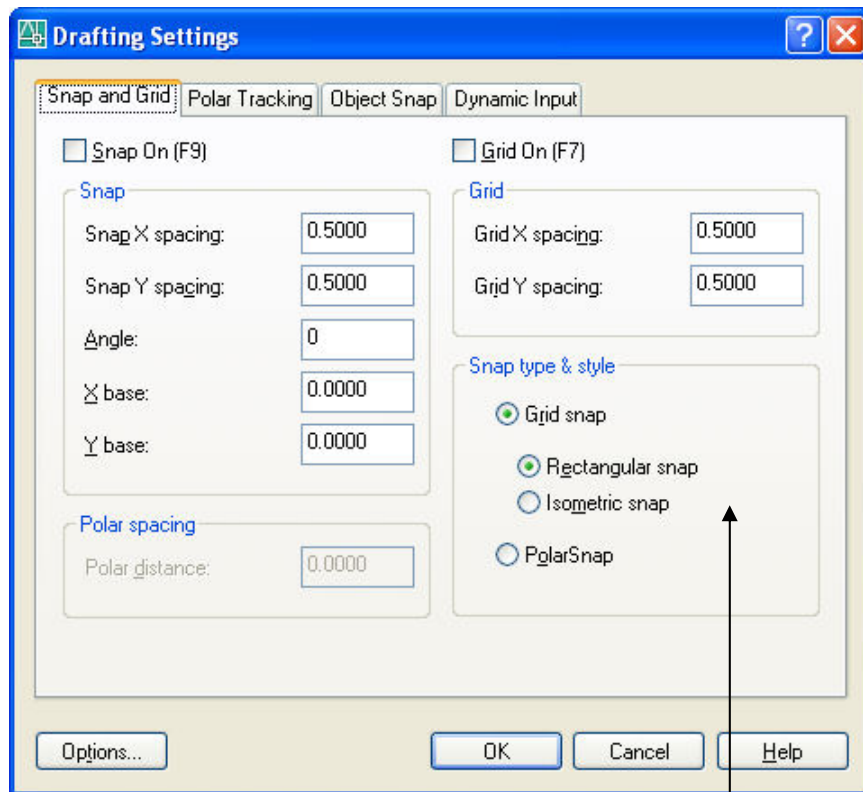 Drafting Settings
Snap and Grid
Polar Tracking
Object Snap
Dynamic Input
Snap On (F9)
Snap
Snap X spacing: 0.5000
Snap Y spacing: 0.5000
Angle: 0
X base: 0.0000
Y base: 0.0000
Polar spacing
Polar distance: 0.0000
Grid On (F7)
Grid
Grid X spacing: 0.5000
Grid Y spacing: 0.5000
Snap type & style
Grid snap
Rectangular snap
Isometric snap
PolarSnap
Options...
OK
Cancel
Help